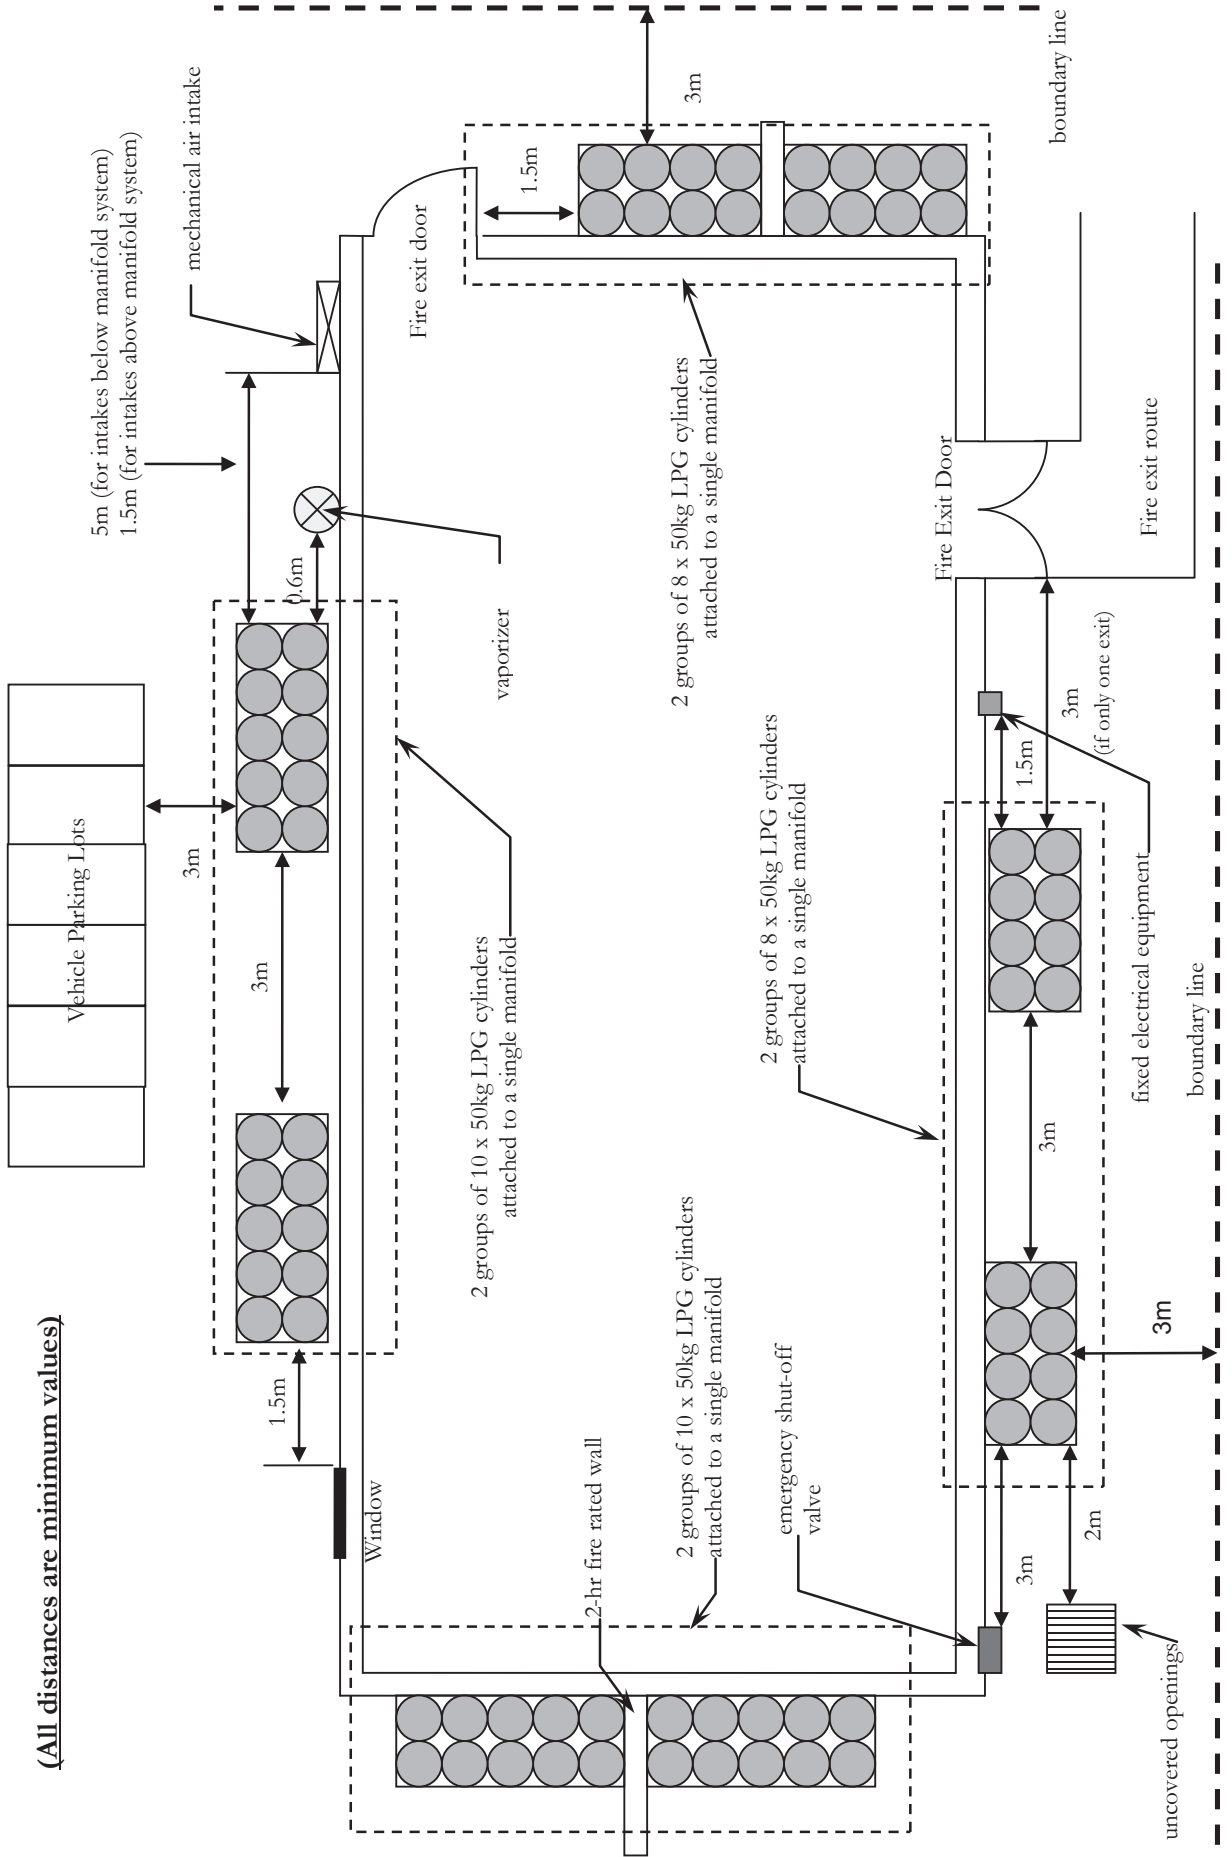 (All distances are minimum values)
Vehicle Parking Lots
5m (for intakes below manifold system)
1.5m (for intakes above manifold system)
mechanical air intake
3m
3m
1.5m
0.6m
Window
vaporizer
Fire exit door
2 groups of 10 x 50kg LPG cylinders
attached to a single manifold
1.5m
3m
2-hr fire rated wall
2 groups of 10 x 50kg LPG cylinders
attached to a single manifold
2 groups of 8 x 50kg LPG cylinders
attached to a single manifold
emergency shut-off
valve
2 groups of 8 x 50kg LPG cylinders
attached to a single manifold
Fire Exit Door
3m
2m
3m
1.5m
3m
(if only one exit)
boundary line
fixed electrical equipment
Fire exit route
uncovered openings
3m
boundary line